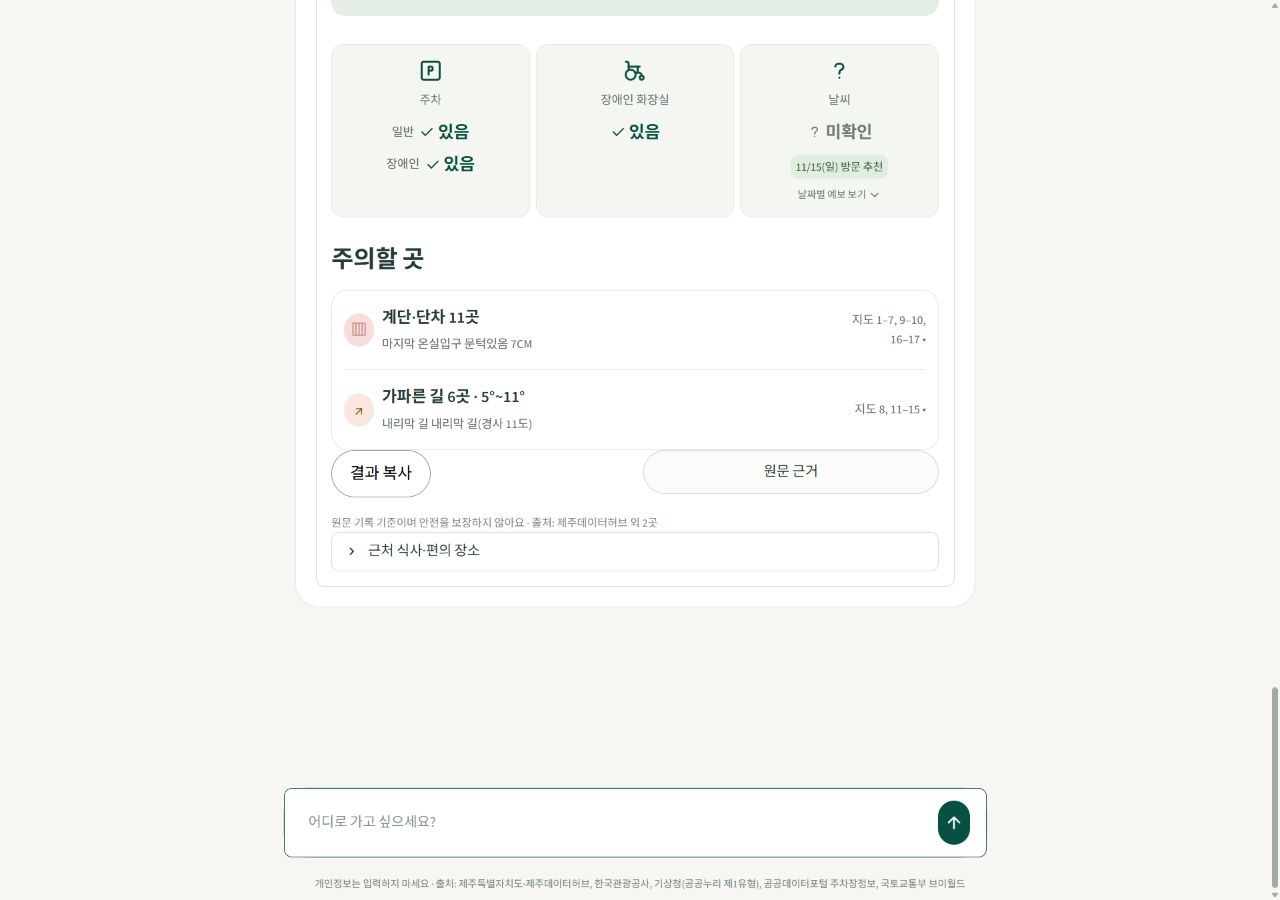 P
주차
일반 ✓ 있음
장애인 ✓ 있음
장애인 화장실
✓ 있음
?
날씨
? 미확인
11/15(일) 방문 추천
날짜별 예보 보기
주의할 곳
계단·단차 11곳
마지막 온실입구 문턱있음 7CM
지도 1–7, 9–10,
16–17 ▾
가파른 길 6곳 · 5°~11°
내리막 길 내리막 길(경사 11도)
지도 8, 11–15 ▾
결과 복사
원문 근거
원문 기록 기준이며 안전을 보장하지 않아요 · 출처: 제주데이터허브 외 2곳
근처 식사·편의 장소
어디로 가고 싶으세요?
개인정보는 입력하지 마세요 · 출처: 제주특별자치도·제주데이터허브, 한국관광공사, 기상청(공공누리 제1유형), 공공데이터포털 주차장정보, 국토교통부 브이월드